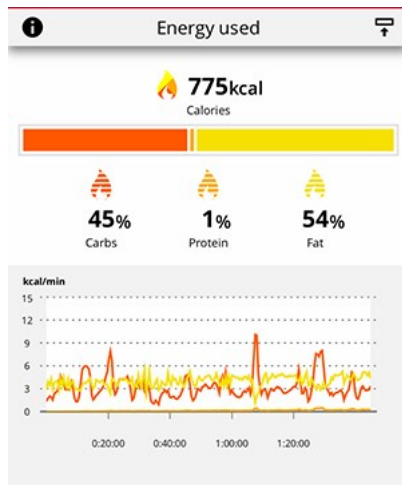 Energy used
775kcal
Calories
45% 1% 54%
Carbs Protein Fat
kcal/min
15
12
9
6
3
0
0:20:00 0:40:00 1:00:00 1:20:00